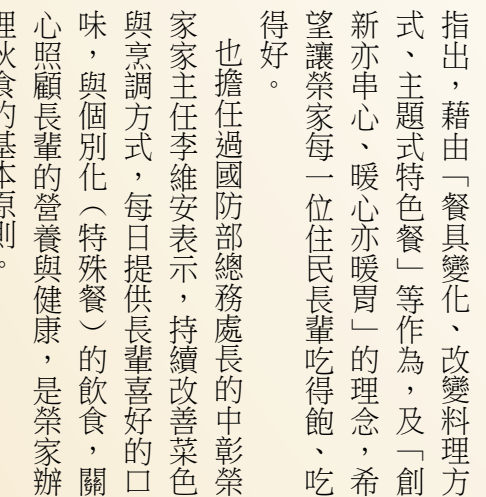 指出，藉由「餐具變化、改變料理方
式、主題式特色餐」等作為，及「創
新亦串心、暖心亦暖胃」的理念，希
望讓榮家每一位住民長輩吃得飽、吃
得好。
也擔任過國防部總務處長的中彰榮
家家主任李維安表示，持續改善菜色
與烹調方式，每日提供長輩喜好的口
味，與個別化（特殊餐）的飲食，關
心照顧長輩的營養與健康，是榮家辦
理伙食的基本原則。